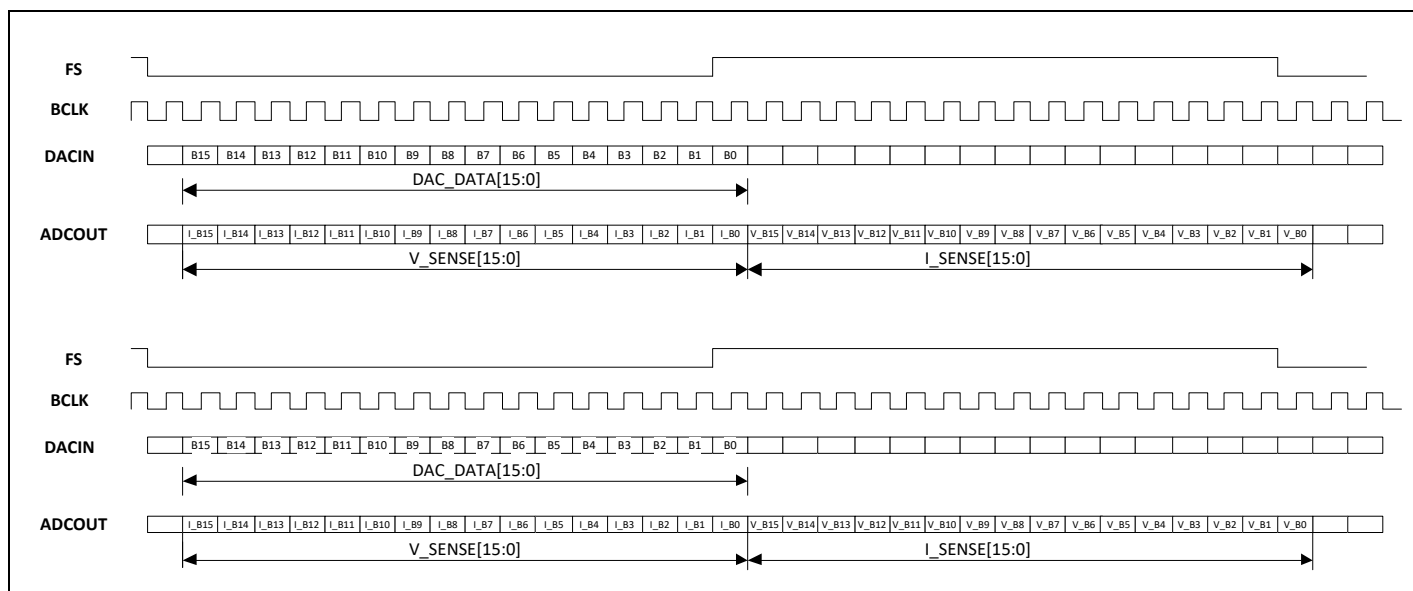 FS
BCLK
DACIN B15 B14 B13 B12 B11 B10 B9 B8 B7 B6 B5 B4 B3 B2 B1 B0
DAC_DATA[15:0]
ADCOUT I_B15 I_B14 I_B13 I_B12 I_B11 I_B10 I_B9 I_B8 I_B7 I_B6 I_B5 I_B4 I_B3 I_B2 I_B1 I_B0 V_B15 V_B14 V_B13 V_B12 V_B11 V_B10 V_B9 V_B8 V_B7 V_B6 V_B5 V_B4 V_B3 V_B2 V_B1 V_B0
V_SENSE[15:0] I_SENSE[15:0]
FS
BCLK
DACIN B15 B14 B13 B12 B11 B10 B9 B8 B7 B6 B5 B4 B3 B2 B1 B0
DAC_DATA[15:0]
ADCOUT I_B15 I_B14 I_B13 I_B12 I_B11 I_B10 I_B9 I_B8 I_B7 I_B6 I_B5 I_B4 I_B3 I_B2 I_B1 I_B0 V_B15 V_B14 V_B13 V_B12 V_B11 V_B10 V_B9 V_B8 V_B7 V_B6 V_B5 V_B4 V_B3 V_B2 V_B1 V_B0
V_SENSE[15:0] I_SENSE[15:0]